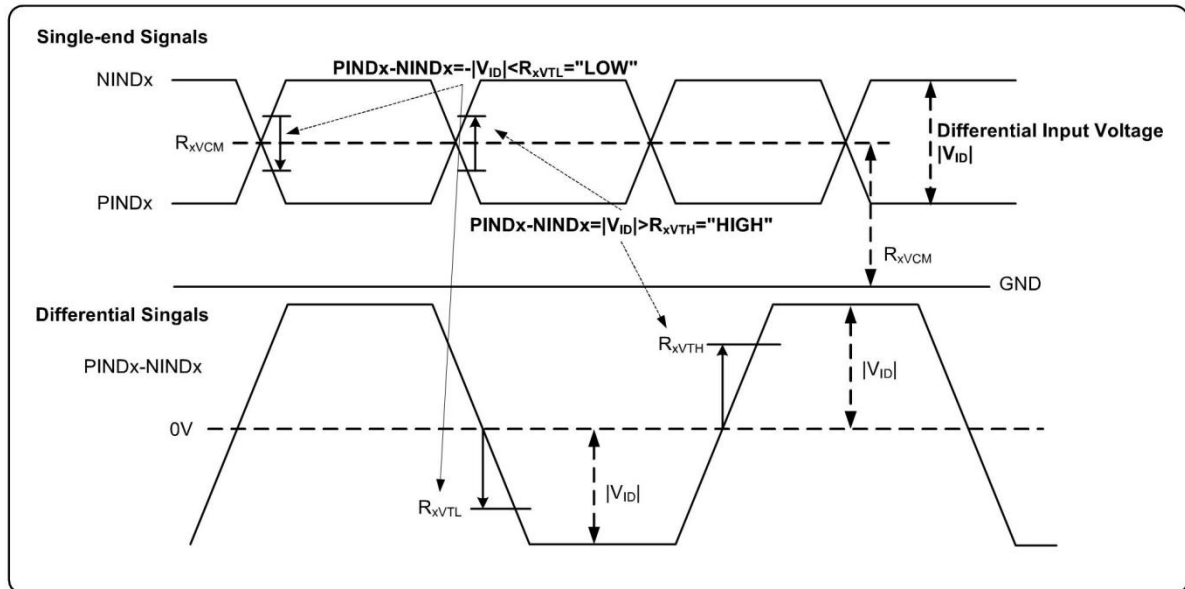 Single-end Signals
NINDx
PINDx-NINDx=-|VID|<RxVTL="LOW"
RxVCM
Differential Input Voltage
|VID|
PINDx
PINDx-NINDx=|VID|>RxVTH="HIGH"
RxVCM
GND
Differential Singals
PINDx-NINDx
RxVTH
|VID|
0V
|VID|
RxVTL